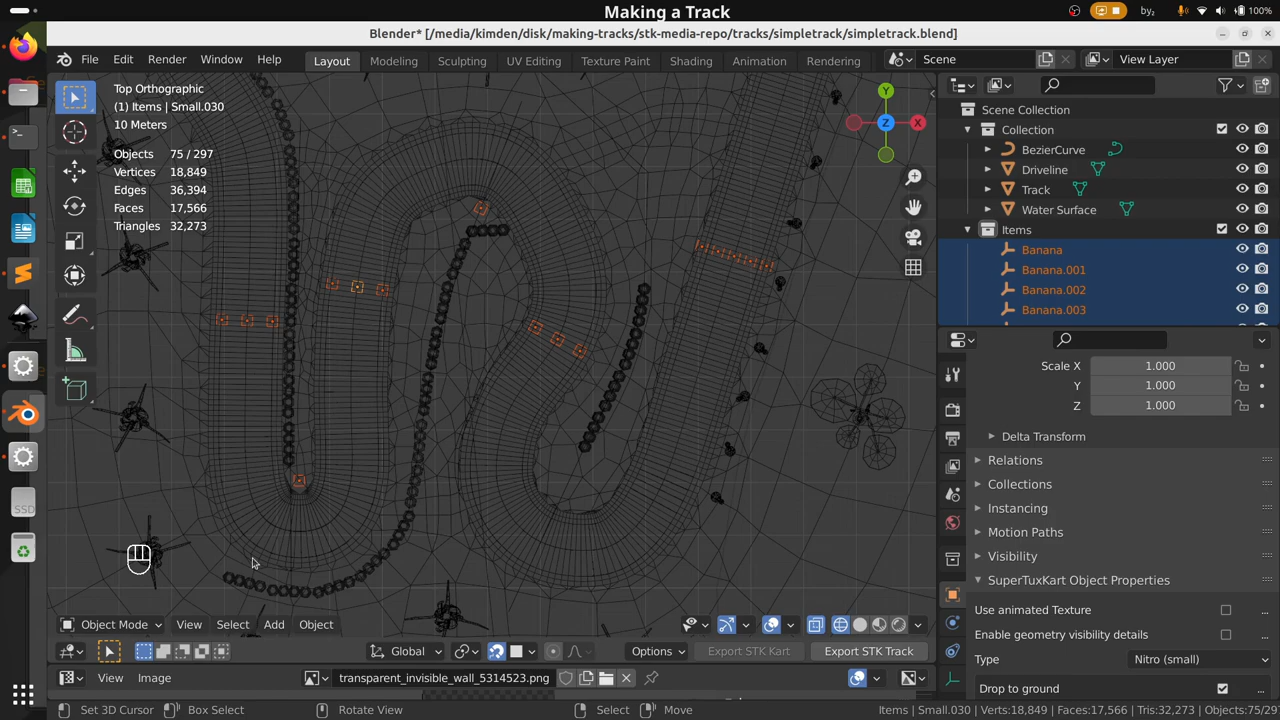 Making a Track
by₂
100%
Blender* [/media/kimden/disk/making-tracks/stk-media-repo/tracks/simpletrack/simpletrack.blend]
File Edit Render Window Help Layout Modeling Sculpting UV Editing Texture Paint Shading Animation Rendering Scene View Layer
Top Orthographic
(1) Items | Small.030
10 Meters
Objects 75 / 297
Vertices 18,849
Edges 36,394
Faces 17,566
Triangles 32,273
Y
X
Z
Scene Collection
Collection
BezierCurve
Driveline
Track
Water Surface
Items
Banana
Banana.001
Banana.002
Banana.003
Scale X 1.000
Y 1.000
Z 1.000
Delta Transform
Relations
Collections
Instancing
Motion Paths
Visibility
SuperTuxKart Object Properties
Use animated Texture ...
Enable geometry visibility details ...
Type Nitro (small)
Drop to ground ...
SSD
Object Mode View Select Add Object
Global Options Export STK Kart Export STK Track
View Image transparent_invisible_wall_5314523.png
Set 3D Cursor Box Select Rotate View Select Move Items | Small.030 | Verts:18,849 | Faces:17,566 | Tris:32,273 | Objects:75/29